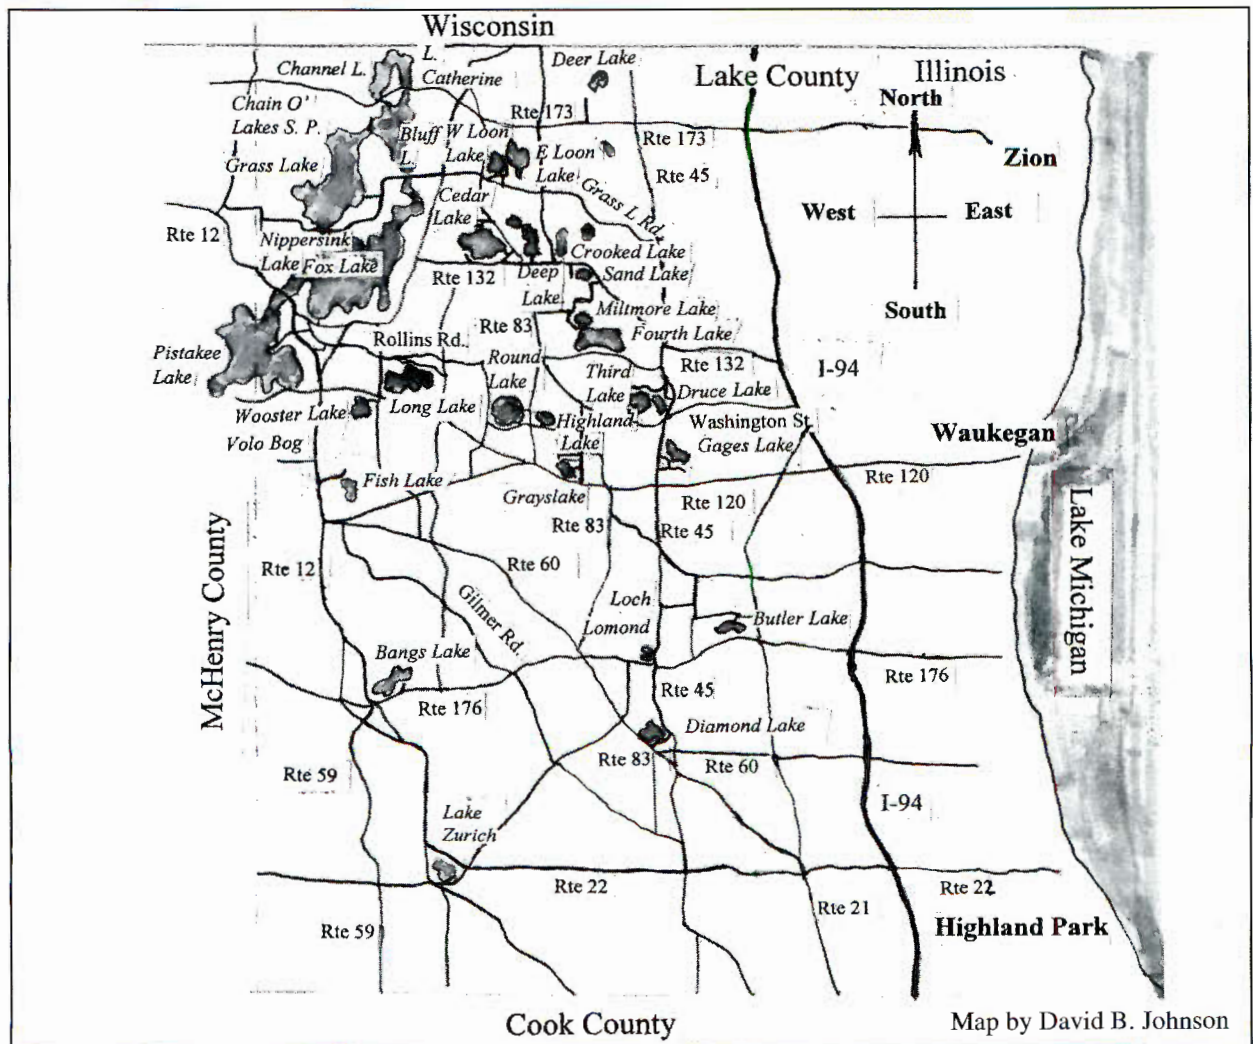 Wisconsin
Channel L.
L.
Catherine
Deer Lake
Lake County
Illinois
North
Chain O'
Lakes S. P.
Rte 173
Bluff
L.
W Loon
Lake
E Loon
Lake
Rte 173
Zion
Grass Lake
Rte 45
Cedar
Lake
Grass L Rd.
West
East
Rte 12
Nippersink
Lake
Fox Lake
Crooked Lake
Rte 132
Deep
Lake
Sand Lake
South
Miltmore Lake
Rte 83
Fourth Lake
Rollins Rd.
Pistakee
Lake
Round
Lake
Third
Lake
Rte 132
I-94
Druce Lake
Wooster Lake
Long Lake
Highland
Lake
Washington St.
Gages Lake
Waukegan
Volo Bog
Fish Lake
Rte 120
Grayslake
Rte 120
Lake Michigan
Rte 83
Rte 45
McHenry County
Rte 12
Rte 60
Gilmer Rd.
Loch
Lomond
Butler Lake
Bangs Lake
Rte 176
Rte 45
Rte 176
Diamond Lake
Rte 59
Rte 83
Rte 60
I-94
Lake
Zurich
Rte 22
Rte 22
Rte 21
Rte 59
Highland Park
Cook County
Map by David B. Johnson